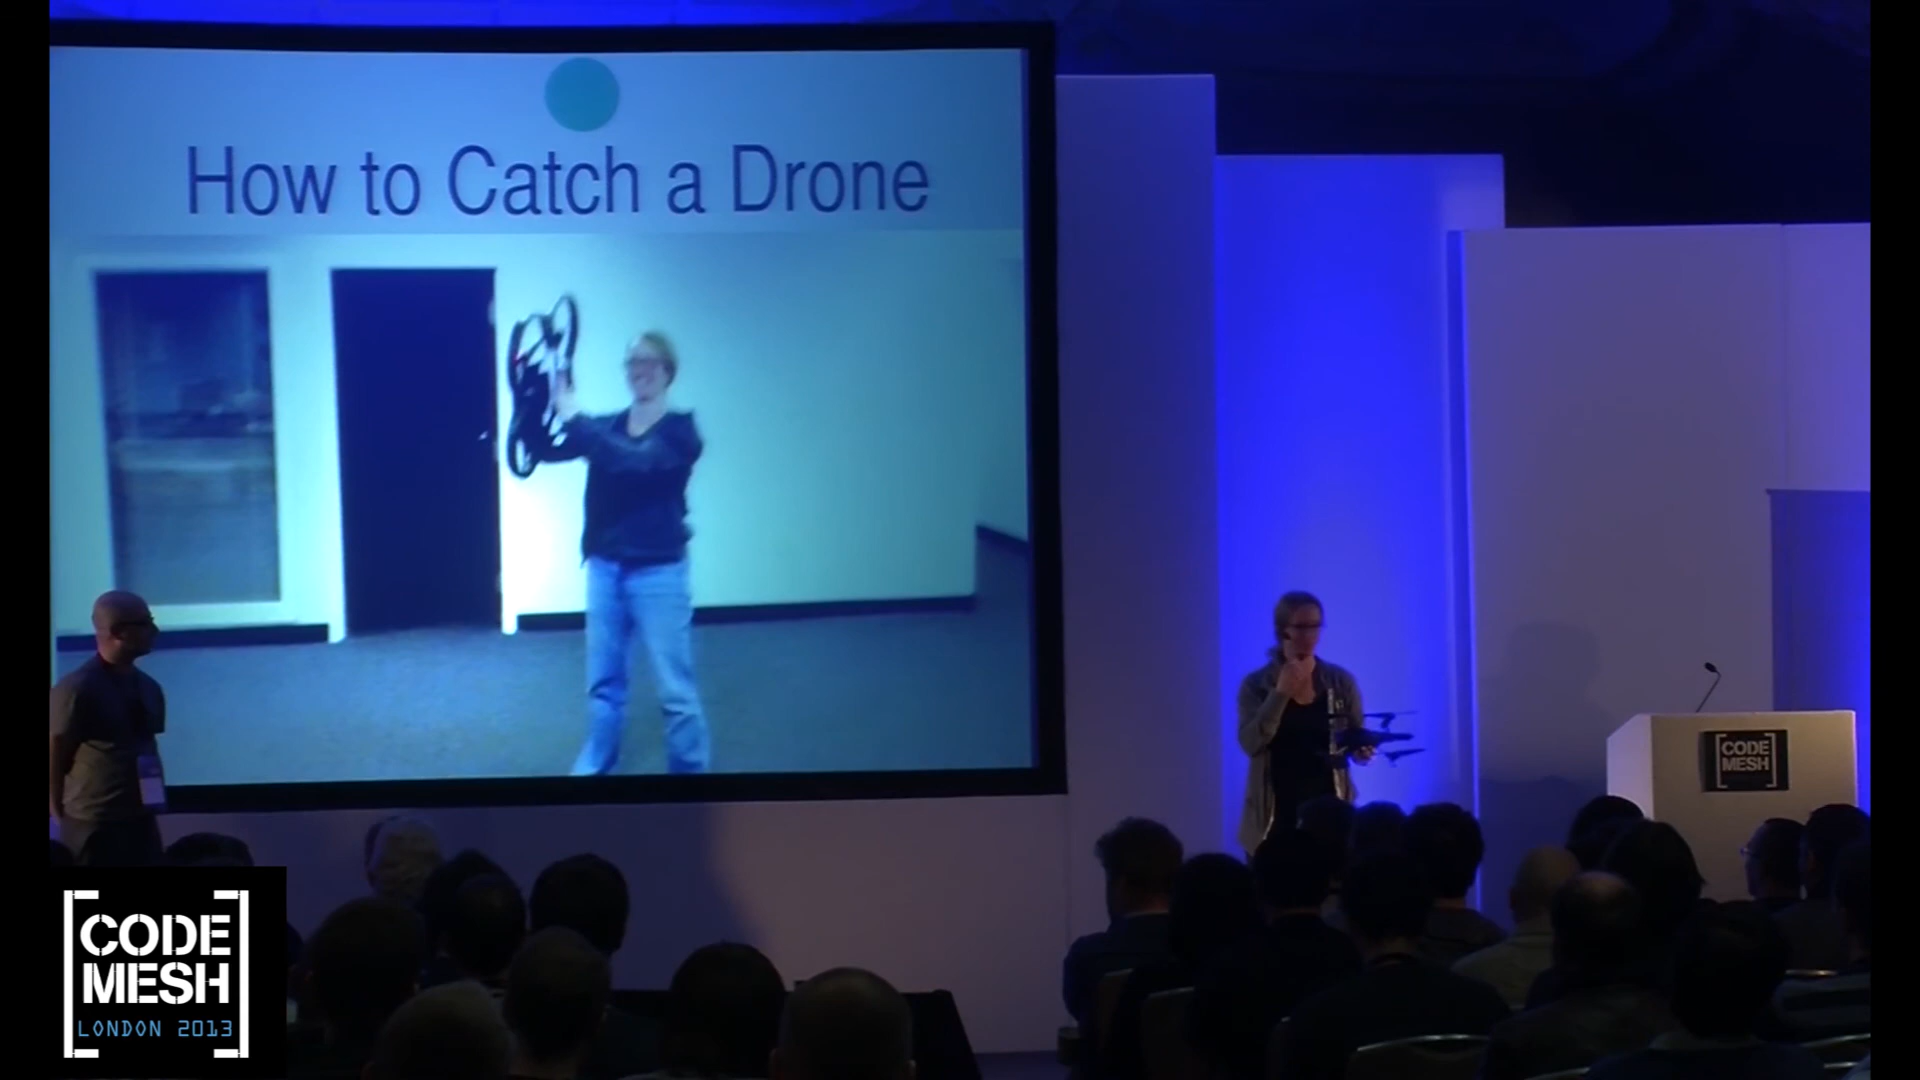 How to Catch a Drone
CODE
MESH
CODE
MESH
LONDON 2013